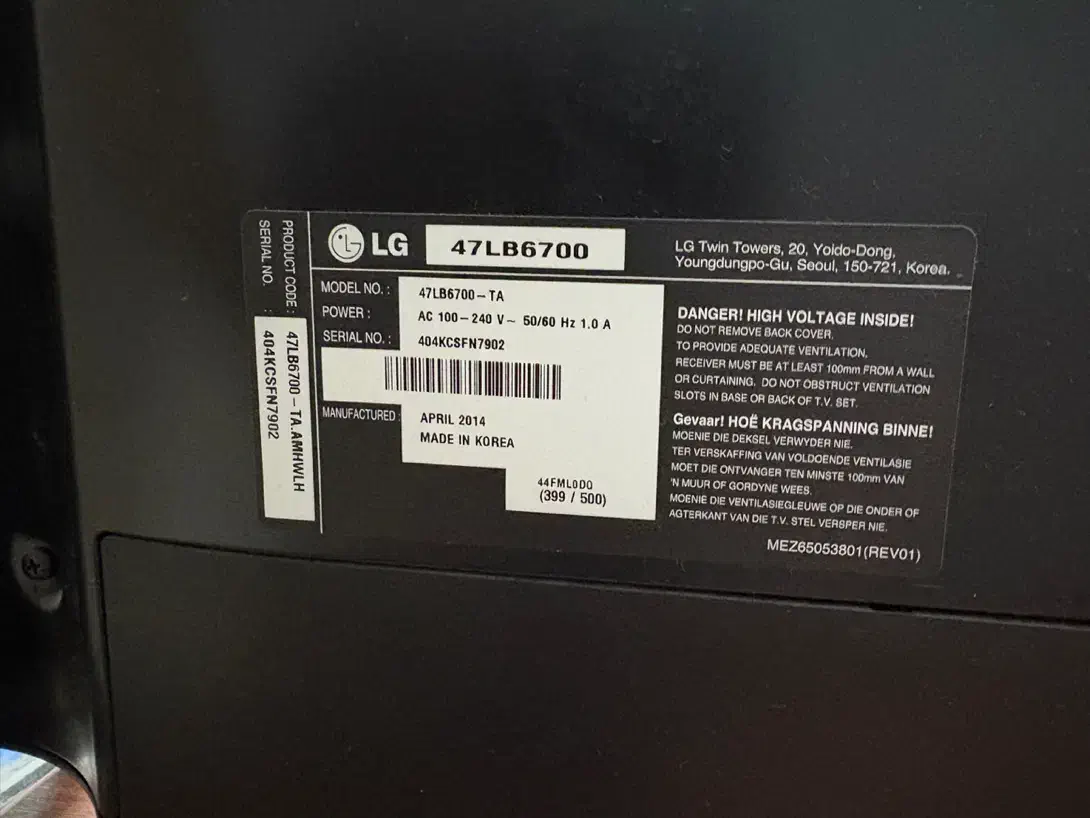 PRODUCT CODE : 47LB6700-TA.AMHWLH
SERIAL NO. : 404KCSFN7902
LG 47LB6700
LG Twin Towers, 20, Yoido-Dong,
Youngdungpo-Gu, Seoul, 150-721, Korea.
MODEL NO. : 47LB6700-TA
POWER : AC 100-240 V~ 50/60 Hz 1.0 A
SERIAL NO. : 404KCSFN7902
MANUFACTURED : APRIL 2014
MADE IN KOREA
44FML0DQ
(399 / 500)
DANGER! HIGH VOLTAGE INSIDE!
DO NOT REMOVE BACK COVER.
TO PROVIDE ADEQUATE VENTILATION,
RECEIVER MUST BE AT LEAST 100mm FROM A WALL
OR CURTAINING. DO NOT OBSTRUCT VENTILATION
SLOTS IN BASE OR BACK OF T.V. SET.
Gevaar! HOË KRAGSPANNING BINNE!
MOENIE DIE DEKSEL VERWYDER NIE.
TER VERSKAFFING VAN VOLDOENDE VENTILASIE
MOET DIE ONTVANGER TEN MINSTE 100mm VAN
'N MUUR OF GORDYNE WEES.
MOENIE DIE VENTILASIEGLEUWE OP DIE ONDER OF
AGTERKANT VAN DIE T.V. STEL VERSPER NIE.
MEZ65053801(REV01)